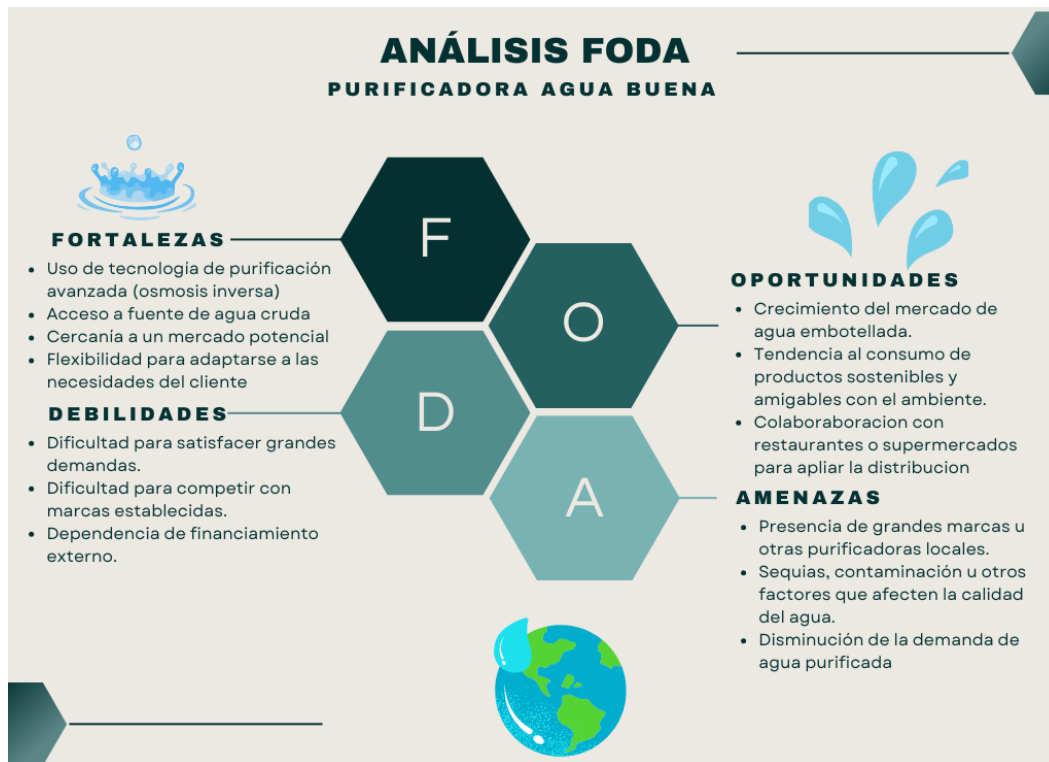 ANÁLISIS FODA
PURIFICADORA AGUA BUENA
FORTALEZAS
• Uso de tecnología de purificación
avanzada (osmosis inversa)
• Acceso a fuente de agua cruda
• Cercanía a un mercado potencial
• Flexibilidad para adaptarse a las
necesidades del cliente
DEBILIDADES
• Dificultad para satisfacer grandes
demandas.
• Dificultad para competir con
marcas establecidas.
• Dependencia de financiamiento
externo.
F
O
D
A
OPORTUNIDADES
• Crecimiento del mercado de
agua embotellada.
• Tendencia al consumo de
productos sostenibles y
amigables con el ambiente.
• Colaboraboracion con
restaurantes o supermercados
para apliar la distribucion
AMENAZAS
• Presencia de grandes marcas u
otras purificadoras locales.
• Sequias, contaminación u otros
factores que afecten la calidad
del agua.
• Disminución de la demanda de
agua purificada